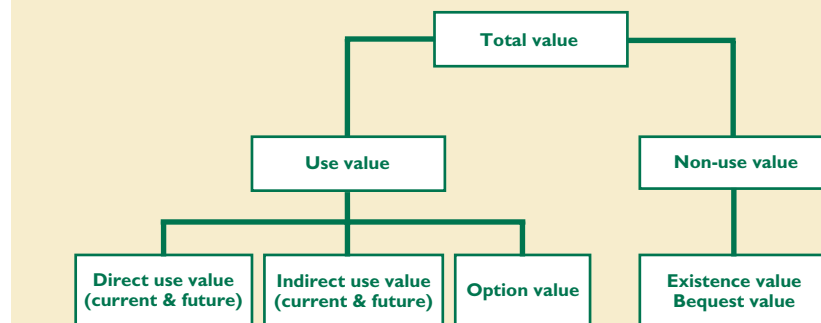 Total value
Use value
Non-use value
Direct use value
(current & future)
Indirect use value
(current & future)
Option value
Existence value
Bequest value